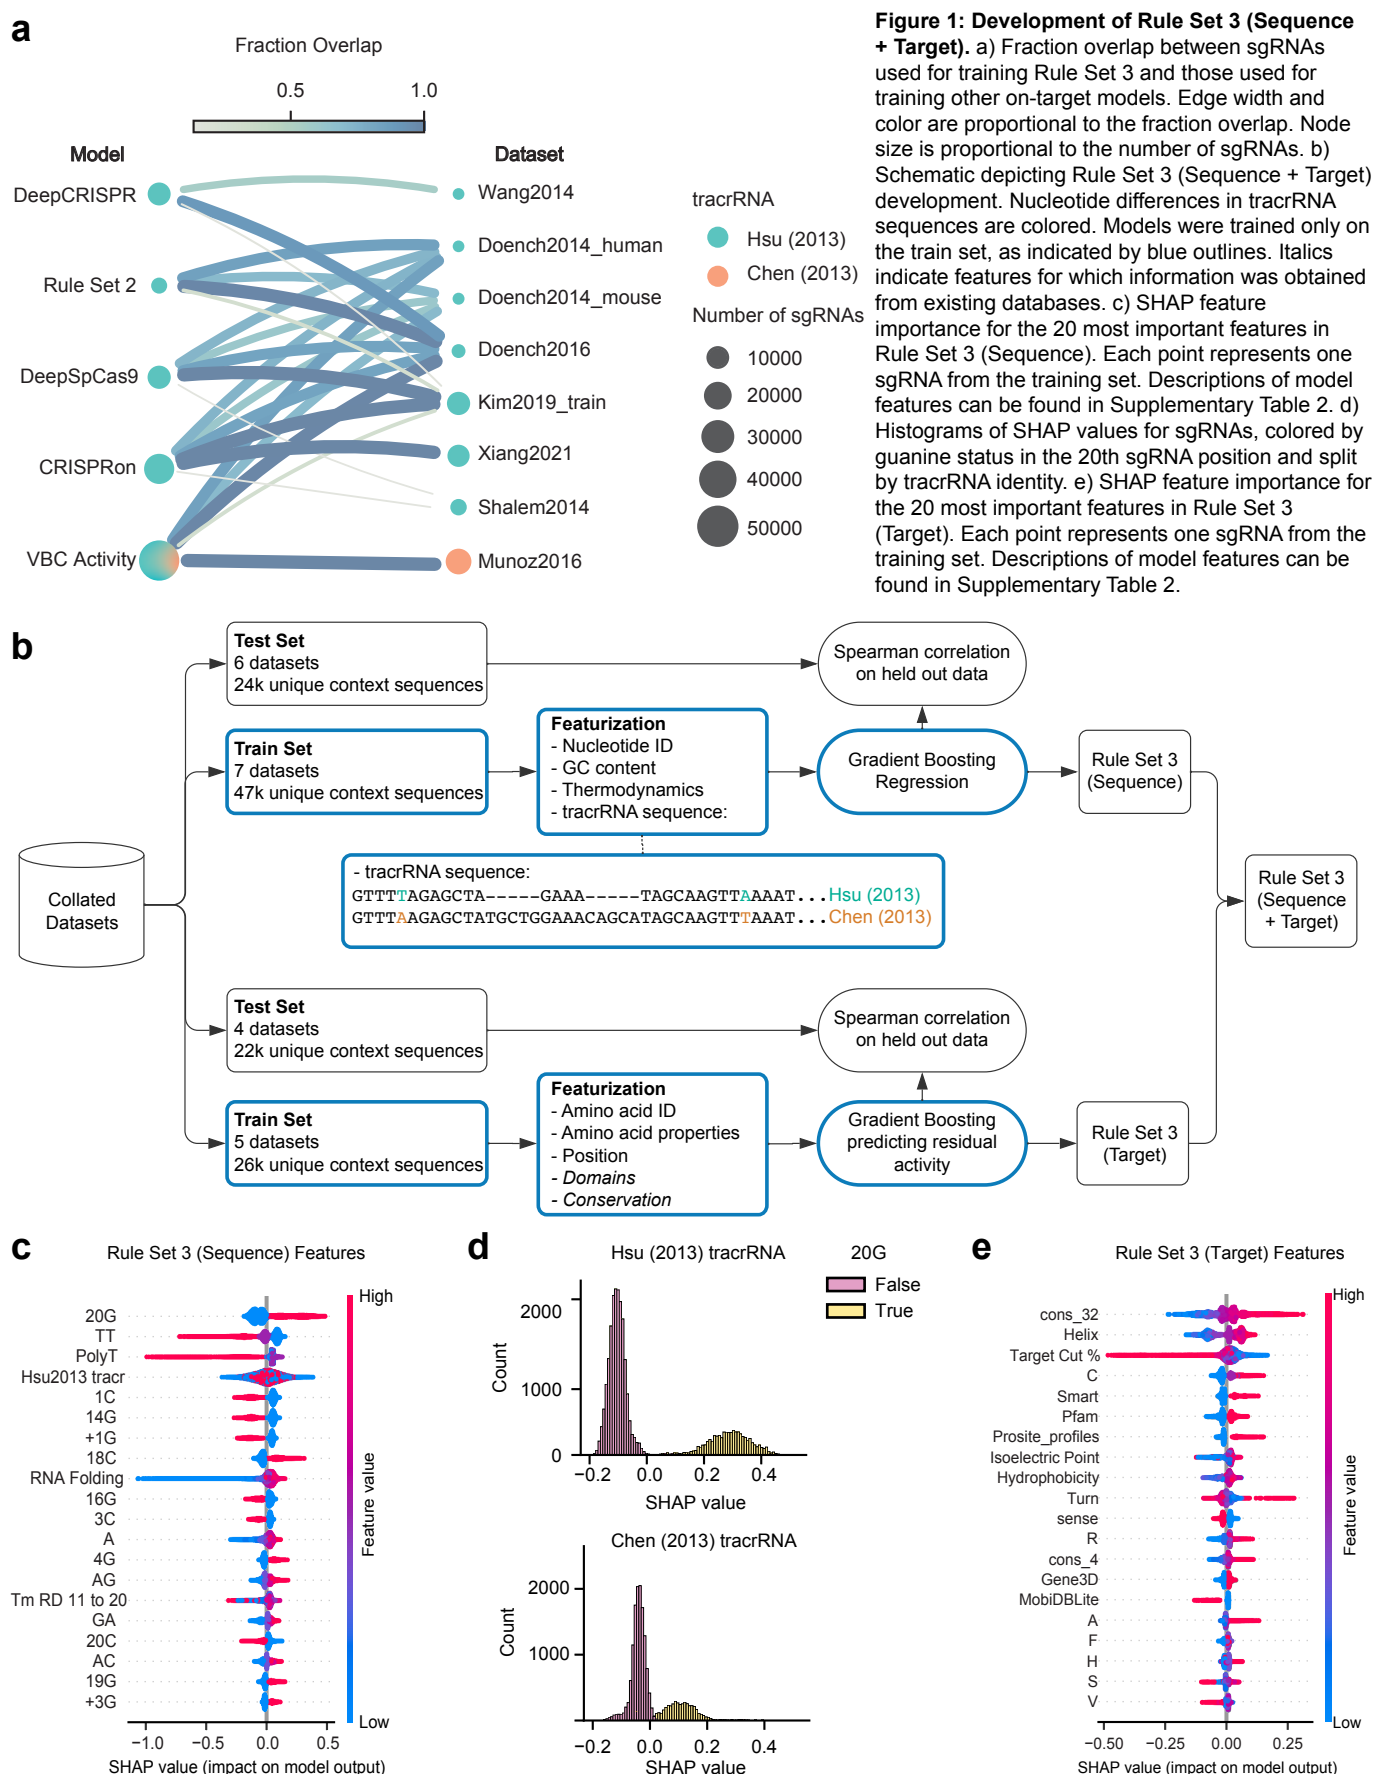 a
Fraction Overlap
0.5
1.0
Model
Dataset
DeepCRISPR
Rule Set 2
DeepSpCas9
CRISPRon
VBC Activity
Wang2014
Doench2014_human
Doench2014_mouse
Doench2016
Kim2019_train
Xiang2021
Shalem2014
Munoz2016
tracrRNA
Hsu (2013)
Chen (2013)
Number of sgRNAs
10000
20000
30000
40000
50000
Figure 1: Development of Rule Set 3 (Sequence
+ Target). a) Fraction overlap between sgRNAs
used for training Rule Set 3 and those used for
training other on-target models. Edge width and
color are proportional to the fraction overlap. Node
size is proportional to the number of sgRNAs. b)
Schematic depicting Rule Set 3 (Sequence + Target)
development. Nucleotide differences in tracrRNA
sequences are colored. Models were trained only on
the train set, as indicated by blue outlines. Italics
indicate features for which information was obtained
from existing databases. c) SHAP feature
importance for the 20 most important features in
Rule Set 3 (Sequence). Each point represents one
sgRNA from the training set. Descriptions of model
features can be found in Supplementary Table 2. d)
Histograms of SHAP values for sgRNAs, colored by
guanine status in the 20th sgRNA position and split
by tracrRNA identity. e) SHAP feature importance for
the 20 most important features in Rule Set 3
(Target). Each point represents one sgRNA from the
training set. Descriptions of model features can be
found in Supplementary Table 2.
b
Collated
Datasets
Test Set
6 datasets
24k unique context sequences
Spearman correlation
on held out data
Train Set
7 datasets
47k unique context sequences
Featurization
- Nucleotide ID
- GC content
- Thermodynamics
- tracrRNA sequence:
Gradient Boosting
Regression
Rule Set 3
(Sequence)
- tracrRNA sequence:
GTTTTAGAGCTA-----GAAA-----TAGCAAGTTAAAAT...Hsu (2013)
GTTTAAGAGCTATGCTGGAAACAGCATAGCAAGTTTAAAT...Chen (2013)
Rule Set 3
(Sequence
+ Target)
Test Set
4 datasets
22k unique context sequences
Spearman correlation
on held out data
Train Set
5 datasets
26k unique context sequences
Featurization
- Amino acid ID
- Amino acid properties
- Position
- Domains
- Conservation
Gradient Boosting
predicting residual
activity
Rule Set 3
(Target)
c
Rule Set 3 (Sequence) Features
20G
TT
PolyT
Hsu2013 tracr
1C
14G
+1G
18C
RNA Folding
16G
3C
A
4G
AG
Tm RD 11 to 20
GA
20C
AC
19G
+3G
−1.0
−0.5
0.0
0.5
SHAP value (impact on model output)
High
Feature value
Low
d
Hsu (2013) tracrRNA
20G
False
True
Count
2000
1000
0
−0.2
0.0
0.2
0.4
SHAP value
Chen (2013) tracrRNA
Count
2000
1000
−0.2
0.0
0.2
0.4
SHAP value
e
Rule Set 3 (Target) Features
cons_32
Helix
Target Cut %
C
Smart
Pfam
Prosite_profiles
Isoelectric Point
Hydrophobicity
Turn
sense
R
cons_4
Gene3D
MobiDBLite
A
F
H
S
V
−0.50
−0.25
0.00
0.25
SHAP value (impact on model output)
High
Feature value
Low